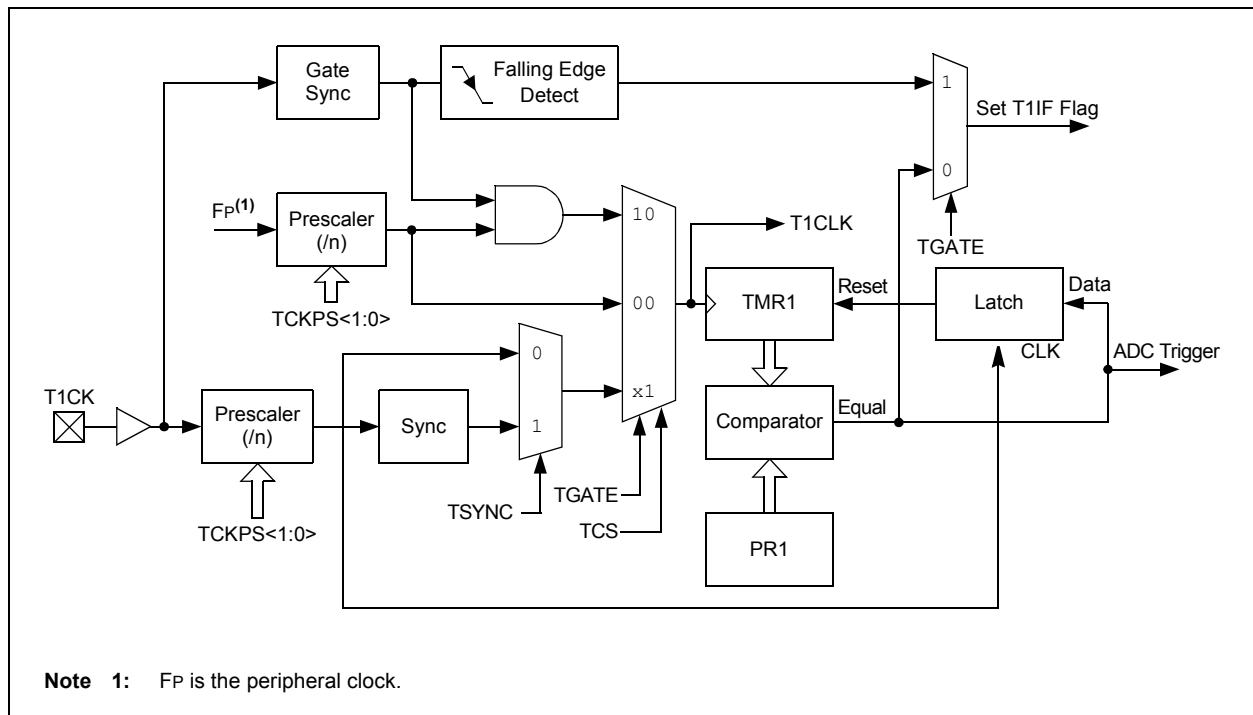 Gate
Sync
Falling Edge
Detect
1
Set T1IF Flag
0
TGATE
FP(1)
Prescaler
(/n)
TCKPS<1:0>
10
T1CLK
00
TMR1
Reset
Latch
Data
CLK
ADC Trigger
0
x1
T1CK
Prescaler
(/n)
Sync
1
Comparator
Equal
TSYNC
TGATE
TCS
TCKPS<1:0>
PR1
Note 1: FP is the peripheral clock.